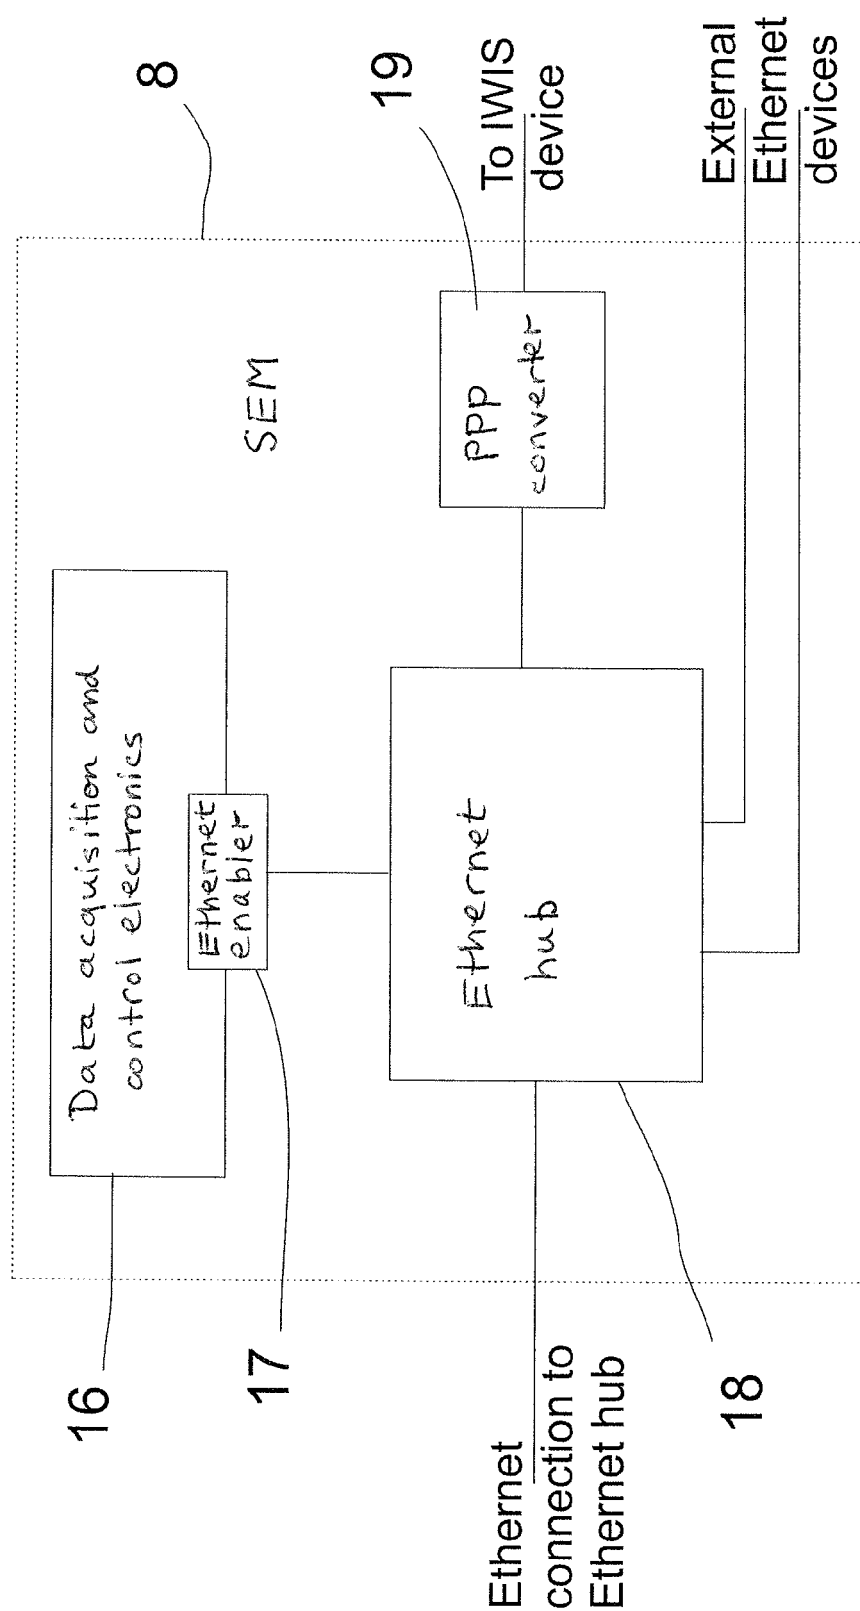 8
SEM
Data acquisition and
control electronics
Ethernet
enabler
16
17
Ethernet
hub
18
PPP
converter
19
To IWIS
device
External
Ethernet
devices
Ethernet
connection to
Ethernet hub